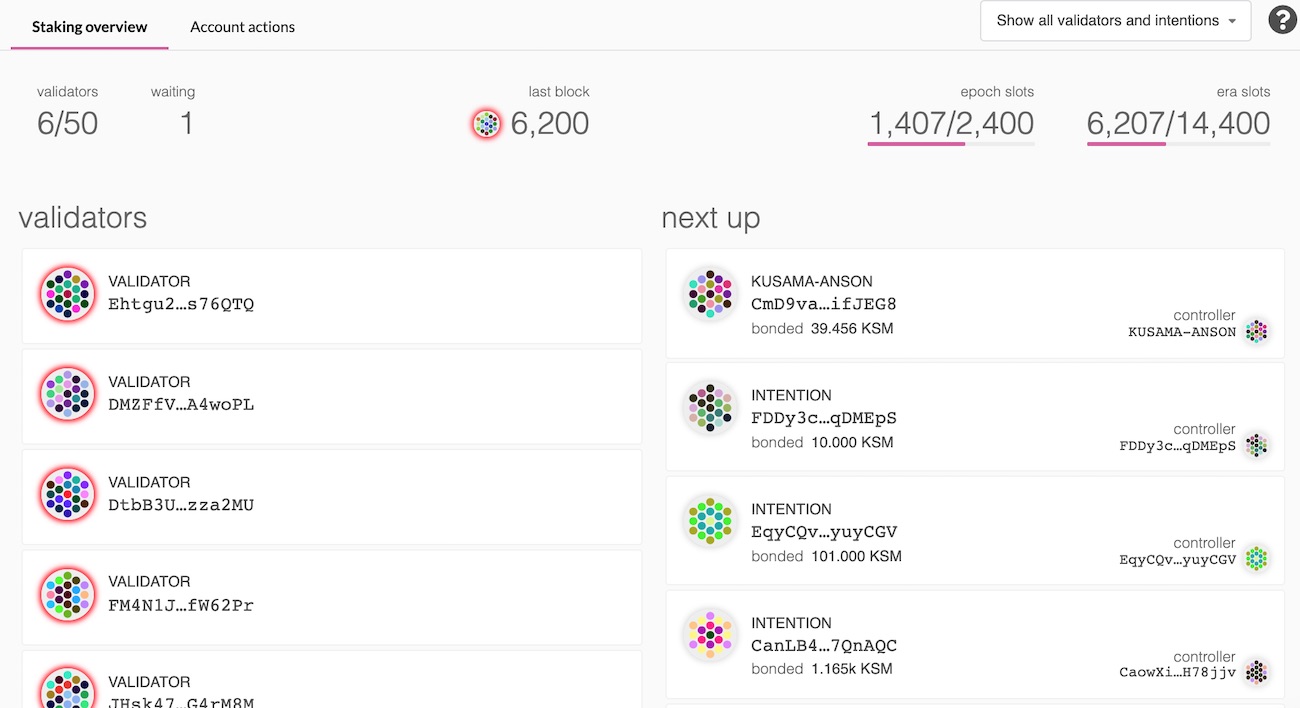 Staking overview
Account actions
Show all validators and intentions
?
validators
6/50
waiting
1
last block
6,200
epoch slots
1,407/2,400
era slots
6,207/14,400
validators
VALIDATOR
Ehtgu2…s76QTQ
VALIDATOR
DMZFfV…A4woPL
VALIDATOR
DtbB3U…zza2MU
VALIDATOR
FM4N1J…fW62Pr
VALIDATOR
JHsk47…G4rM8M
next up
KUSAMA-ANSON
CmD9va…ifJEG8
bonded 39.456 KSM
controller
KUSAMA-ANSON
INTENTION
FDDy3c…qDMEpS
bonded 10.000 KSM
controller
FDDy3c…qDMEpS
INTENTION
EqyCQv…yuyCGV
bonded 101.000 KSM
controller
EqyCQv…yuyCGV
INTENTION
CanLB4…7QnAQC
bonded 1.165k KSM
controller
CaowXi…H78jjv